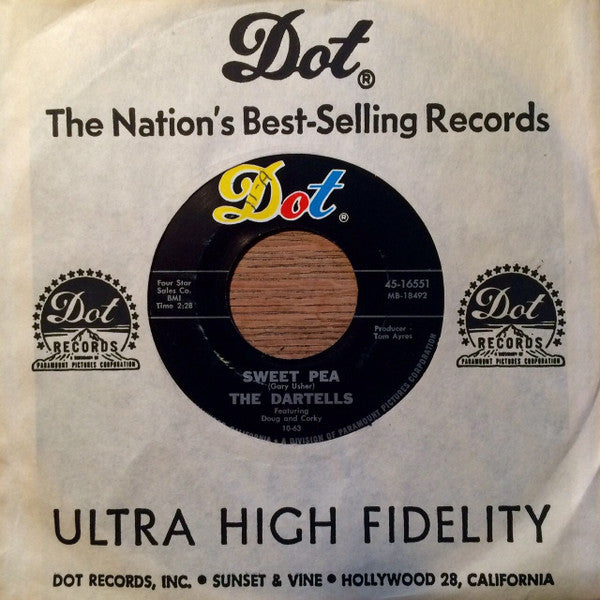 Dot®
The Nation's Best-Selling Records
Dot®
Four Star
Sales Co.
BMI
Time 2:28
45-16551
MB-18492
Producer -
Tom Ayres
SWEET PEA
(Gary Usher)
THE DARTELLS
Featuring
Doug and Corky
10-63
CALIFORNIA • A DIVISION OF PARAMOUNT PICTURES CORPORATION
Dot
RECORDS
PARAMOUNT PICTURES CORPORATION
Dot
RECORDS
PARAMOUNT PICTURES CORPORATION
ULTRA HIGH FIDELITY
DOT RECORDS, INC. • SUNSET & VINE • HOLLYWOOD 28, CALIFORNIA